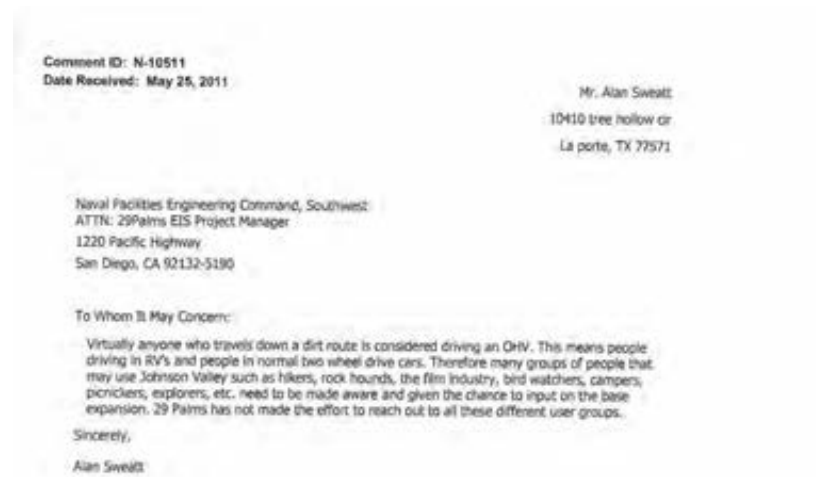 Comment ID: N-10511
Date Received: May 25, 2011
Mr. Alan Sweatt
10410 tree hollow cir
La porte, TX 77571
Naval Facilities Engineering Command, Southwest
ATTN: 29Palms EIS Project Manager
1220 Pacific Highway
San Diego, CA 92132-5190
To Whom It May Concern:
Virtually anyone who travels down a dirt route is considered driving an OHV. This means people
driving in RV's and people in normal two wheel drive cars. Therefore many groups of people that
may use Johnson Valley such as hikers, rock hounds, the film industry, bird watchers, campers,
picnickers, explorers, etc. need to be made aware and given the chance to input on the base
expansion. 29 Palms has not made the effort to reach out to all these different user groups.
Sincerely,
Alan Sweatt